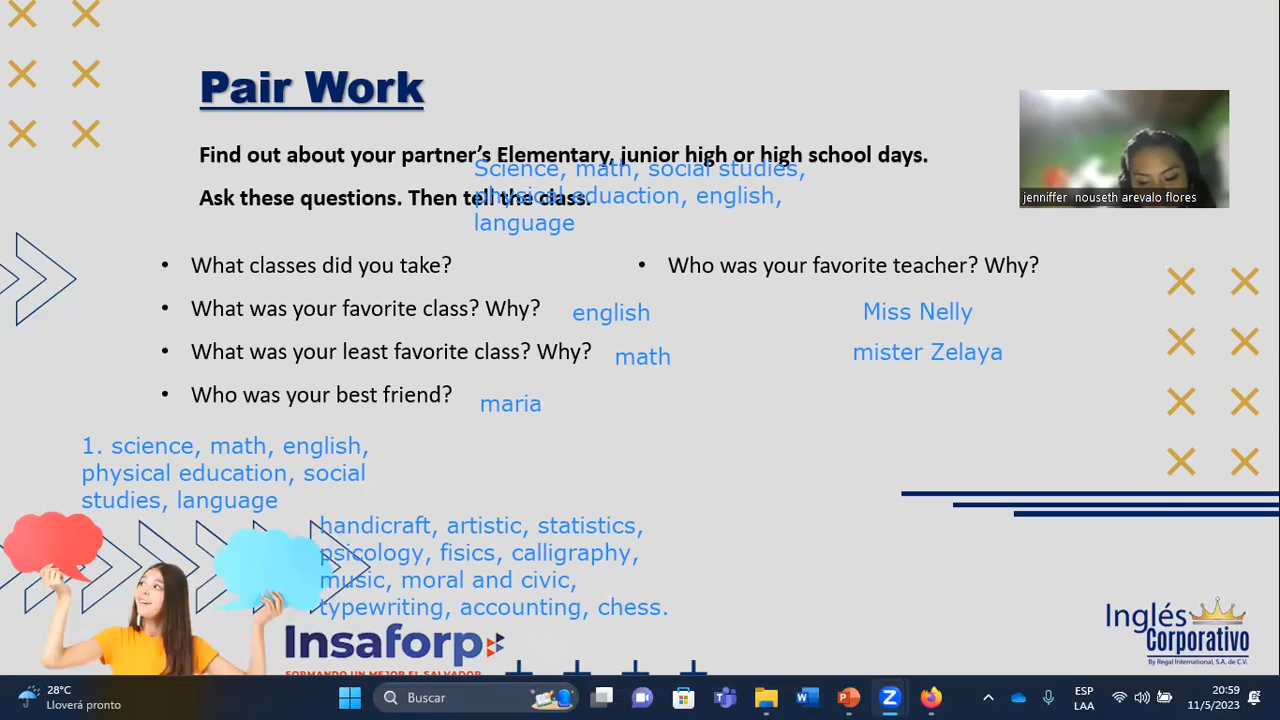 Pair Work
Find out about your partner's Elementary, junior high or high school days.
Ask these questions. Then tell the class.
Science, math, social studies,
physical eduaction, english,
language
• What classes did you take?
• What was your favorite class? Why?
english
• What was your least favorite class? Why?
math
• Who was your best friend?
maria
• Who was your favorite teacher? Why?
Miss Nelly
mister Zelaya
1. science, math, english,
physical education, social
studies, language
handicraft, artistic, statistics,
psicology, fisics, calligraphy,
music, moral and civic,
typewriting, accounting, chess.
jenniffer nouseth arevalo flores
Insaforp
FORMANDO UN MEJOR EL SALVADOR
Inglés
Corporativo
By Regal International, S.A. de C.V.
28°C
Lloverá pronto
Buscar
ESP
LAA
20:59
11/5/2023